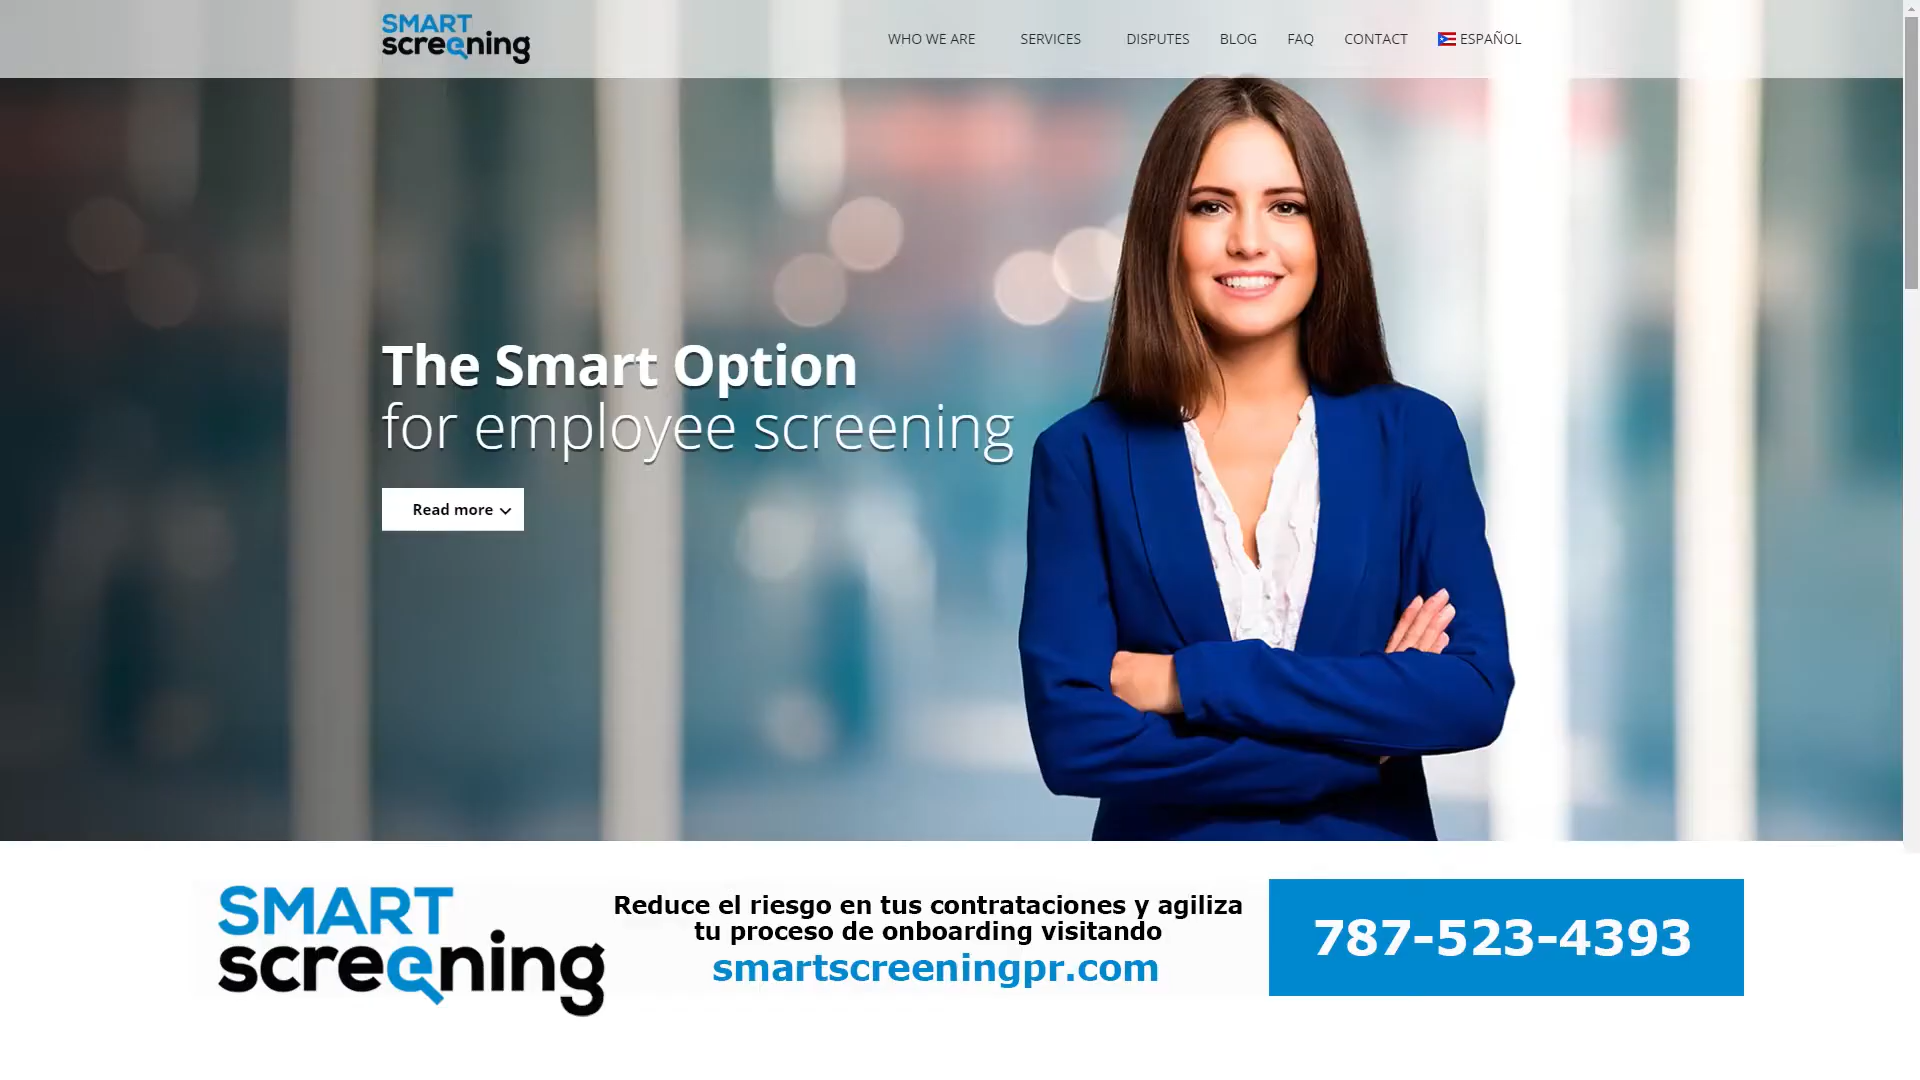 SMART
screening
WHO WE ARE
SERVICES
DISPUTES
BLOG
FAQ
CONTACT
ESPAÑOL
The Smart Option
for employee screening
Read more
SMART
screening
Reduce el riesgo en tus contrataciones y agiliza
tu proceso de onboarding visitando
smartscreeningpr.com
787-523-4393